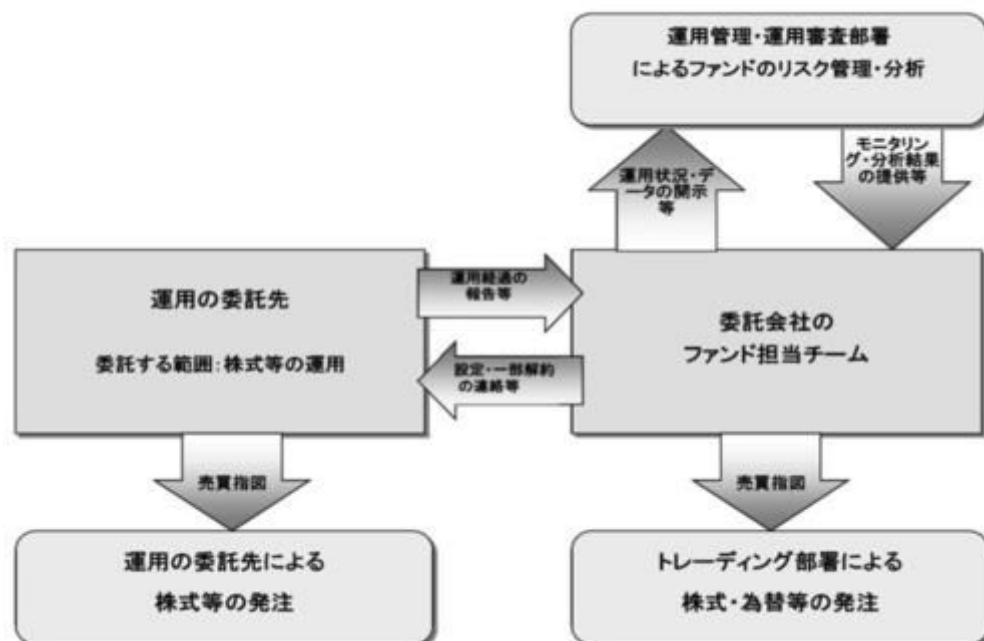 運用管理・運用審査部署
によるファンドのリスク管理・分析
運用状況・デ
ータの開示
等
モニタリン
グ・分析結果
の提供等
運用の委託先
委託する範囲：株式等の運用
運用経過の
報告等
設定・一部解約
の連絡等
委託会社の
ファンド担当チーム
売買指図
売買指図
運用の委託先による
株式等の発注
トレーディング部署による
株式・為替等の発注